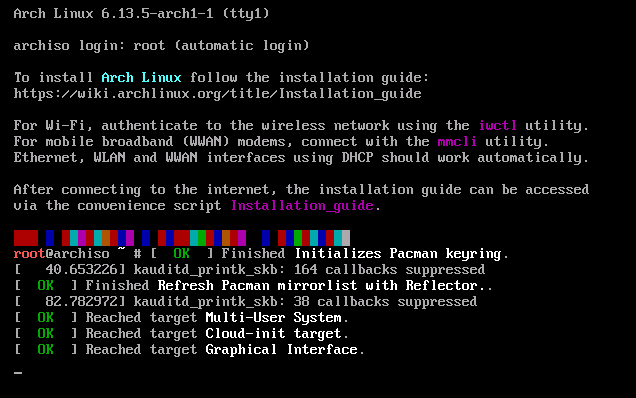 Arch Linux 6.13.5-arch1-1 (tty1)
archiso login: root (automatic login)
To install Arch Linux follow the installation guide:
https://wiki.archlinux.org/title/Installation_guide
For Wi-Fi, authenticate to the wireless network using the iwctl utility.
For mobile broadband (WWAN) modems, connect with the mmcli utility.
Ethernet, WLAN and WWAN interfaces using DHCP should work automatically.
After connecting to the internet, the installation guide can be accessed
via the convenience script Installation_guide.
root@archiso ~ # [  OK  ] Finished Initializes Pacman keyring.
[   40.653226] kauditd_printk_skb: 164 callbacks suppressed
[  OK  ] Finished Refresh Pacman mirrorlist with Reflector..
[   82.782972] kauditd_printk_skb: 38 callbacks suppressed
[  OK  ] Reached target Multi-User System.
[  OK  ] Reached target Cloud-init target.
[  OK  ] Reached target Graphical Interface.